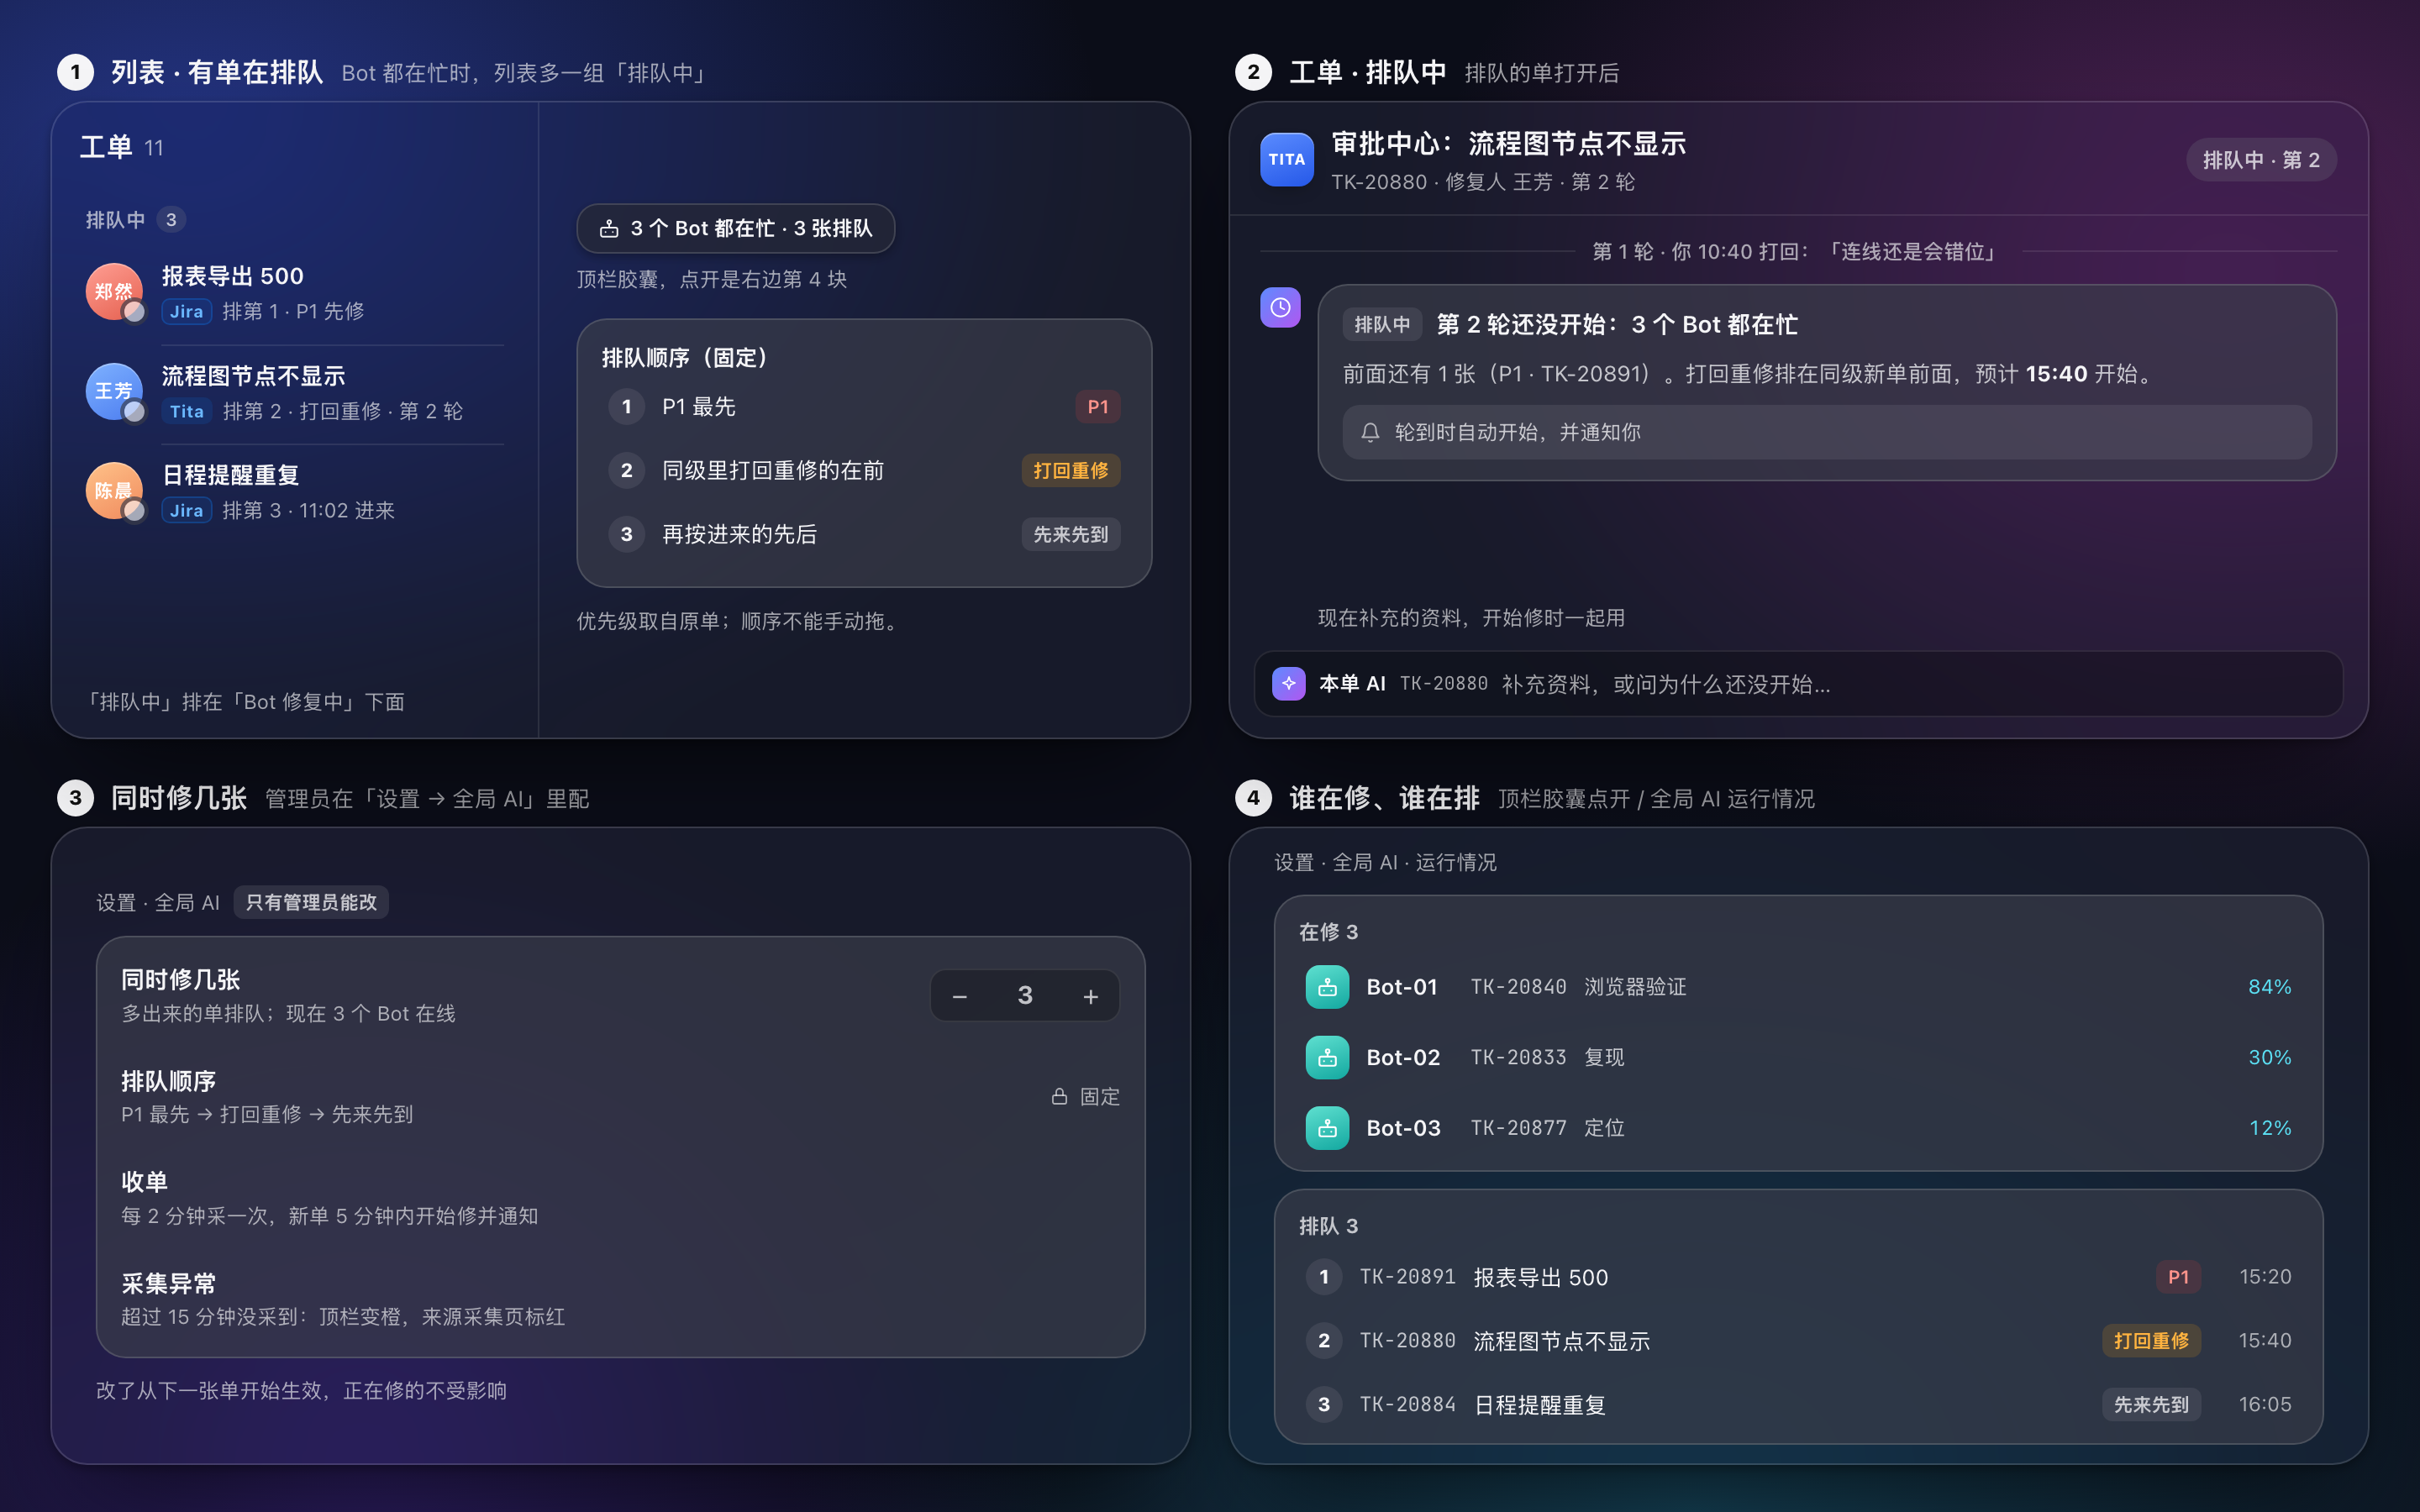 1 列表 · 有单在排队 Bot 都在忙时，列表多一组「排队中」
工单 11
排队中 3
郑然 报表导出 500
Jira 排第 1 · P1 先修
王芳 流程图节点不显示
Tita 排第 2 · 打回重修 · 第 2 轮
陈晨 日程提醒重复
Jira 排第 3 · 11:02 进来
「排队中」排在「Bot 修复中」下面
3 个 Bot 都在忙 · 3 张排队
顶栏胶囊，点开是右边第 4 块
排队顺序（固定）
1 P1 最先 P1
2 同级里打回重修的在前 打回重修
3 再按进来的先后 先来先到
优先级取自原单；顺序不能手动拖。
2 工单 · 排队中 排队的单打开后
TITA 审批中心：流程图节点不显示
TK-20880 · 修复人 王芳 · 第 2 轮
排队中 · 第 2
第 1 轮 · 你 10:40 打回：「连线还是会错位」
排队中 第 2 轮还没开始：3 个 Bot 都在忙
前面还有 1 张（P1 · TK-20891）。打回重修排在同级新单前面，预计 15:40 开始。
轮到时自动开始，并通知你
现在补充的资料，开始修时一起用
本单 AI TK-20880 补充资料，或问为什么还没开始...
3 同时修几张 管理员在「设置 → 全局 AI」里配
设置 · 全局 AI 只有管理员能改
同时修几张
多出来的单排队；现在 3 个 Bot 在线
− 3 +
排队顺序
P1 最先 → 打回重修 → 先来先到
固定
收单
每 2 分钟采一次，新单 5 分钟内开始修并通知
采集异常
超过 15 分钟没采到：顶栏变橙，来源采集页标红
改了从下一张单开始生效，正在修的不受影响
4 谁在修、谁在排 顶栏胶囊点开 / 全局 AI 运行情况
设置 · 全局 AI · 运行情况
在修 3
Bot-01 TK-20840 浏览器验证 84%
Bot-02 TK-20833 复现 30%
Bot-03 TK-20877 定位 12%
排队 3
1 TK-20891 报表导出 500 P1 15:20
2 TK-20880 流程图节点不显示 打回重修 15:40
3 TK-20884 日程提醒重复 先来先到 16:05